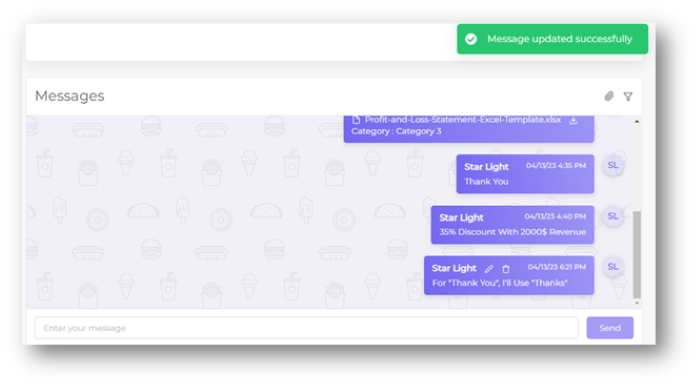 Message updated successfully
Messages
Profit-and-Loss-Statement-Excel-Template.xlsx
Category : Category 3
Star Light 04/13/23 4:35 PM SL
Thank You
Star Light 04/13/23 4:40 PM SL
35% Discount With 2000$ Revenue
Star Light 04/13/23 6:21 PM SL
For "Thank You", I'll Use "Thanks"
Enter your message Send